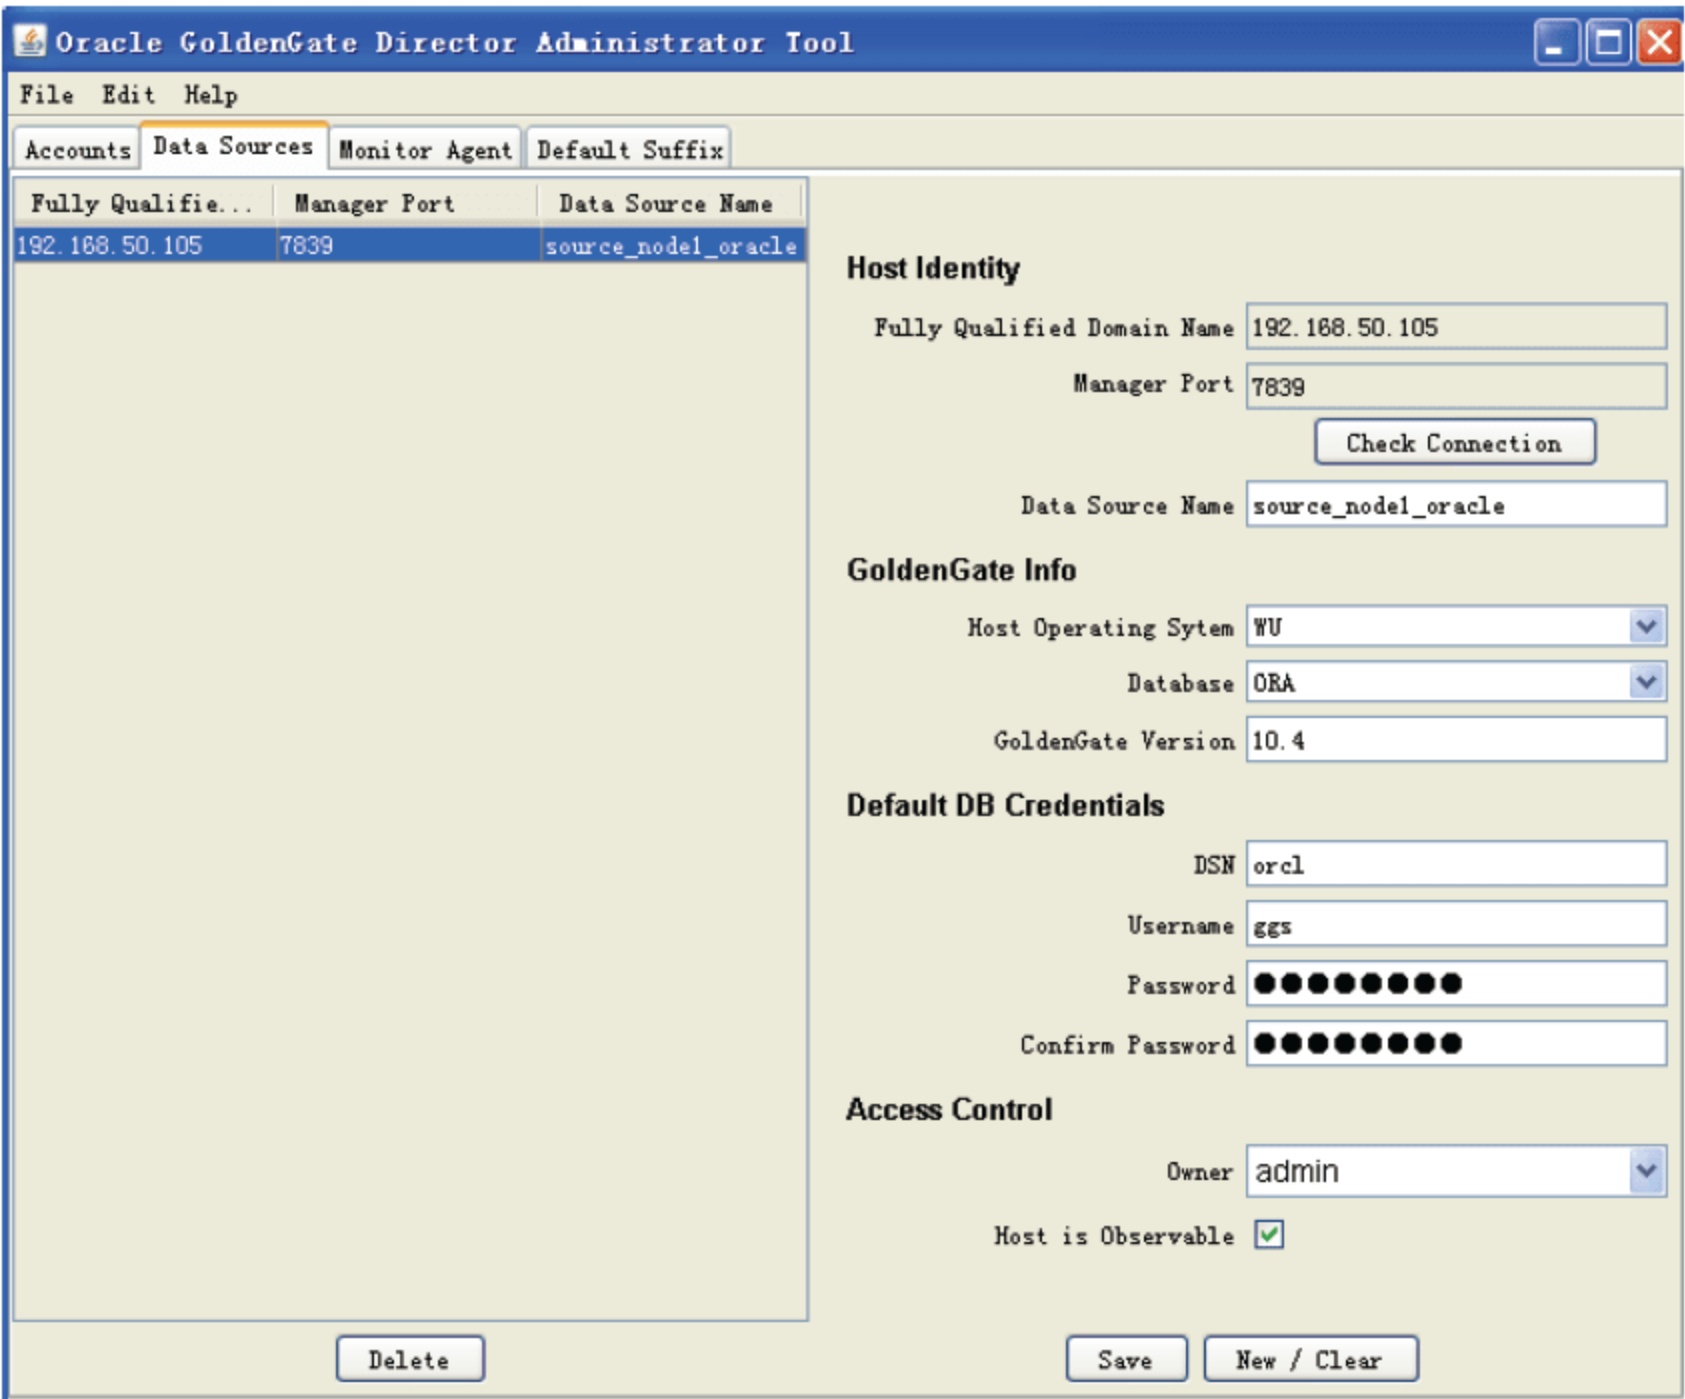 Oracle GoldenGate Director Administrator Tool
File Edit Help
Accounts Data Sources Monitor Agent Default Suffix
Fully Qualifie... Manager Port Data Source Name
192.168.50.105 7839 source_node1_oracle
Host Identity
Fully Qualified Domain Name 192.168.50.105
Manager Port 7839
Check Connection
Data Source Name source_node1_oracle
GoldenGate Info
Host Operating Sytem WU
Database ORA
GoldenGate Version 10.4
Default DB Credentials
DSN orcl
Username ggs
Password ●●●●●●●●
Confirm Password ●●●●●●●●
Access Control
Owner admin
Host is Observable
Delete Save New / Clear